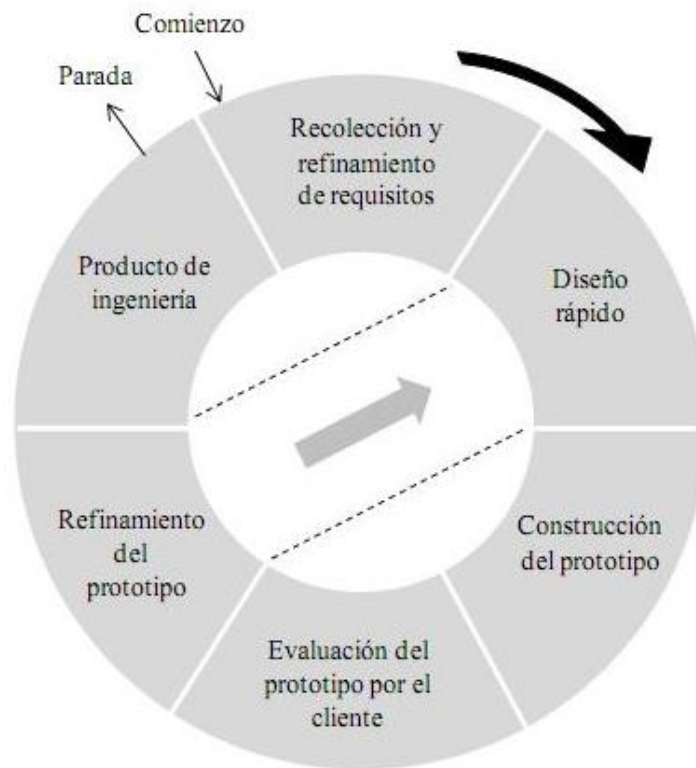 Comienzo
Parada
Recolección y
refinamiento
de requisitos
Diseño
rápido
Construcción
del prototipo
Evaluación del
prototipo por el
cliente
Refinamiento
del
prototipo
Producto de
ingeniería